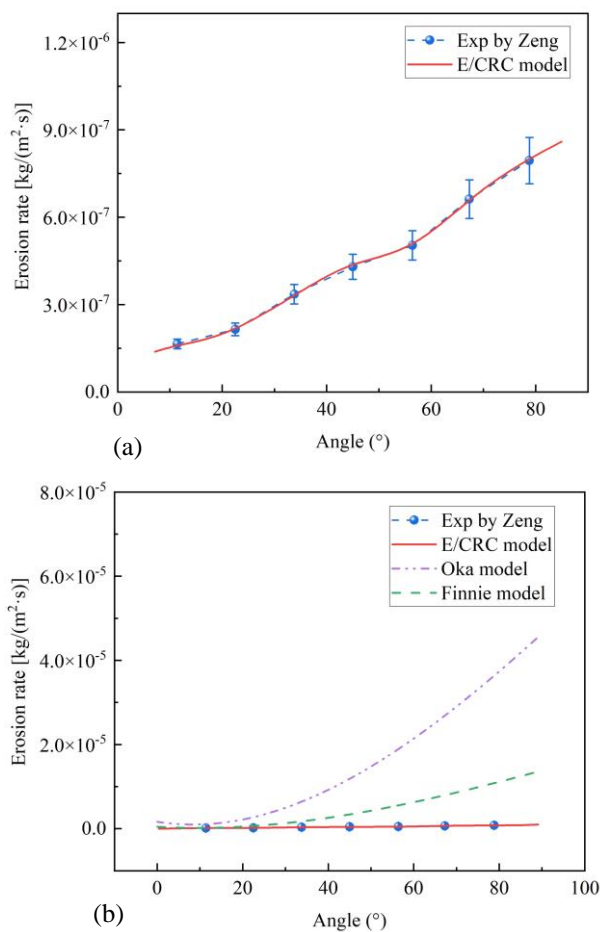 1.2×10⁻⁶
9.0×10⁻⁷
6.0×10⁻⁷
3.0×10⁻⁷
0.0
Erosion rate [kg/(m²·s)]
Exp by Zeng
E/CRC model
0 20 40 60 80
Angle (°)
(a)
8.0×10⁻⁵
6.0×10⁻⁵
4.0×10⁻⁵
2.0×10⁻⁵
0.0
Erosion rate [kg/(m²·s)]
Exp by Zeng
E/CRC model
Oka model
Finnie model
0 20 40 60 80 100
Angle (°)
(b)